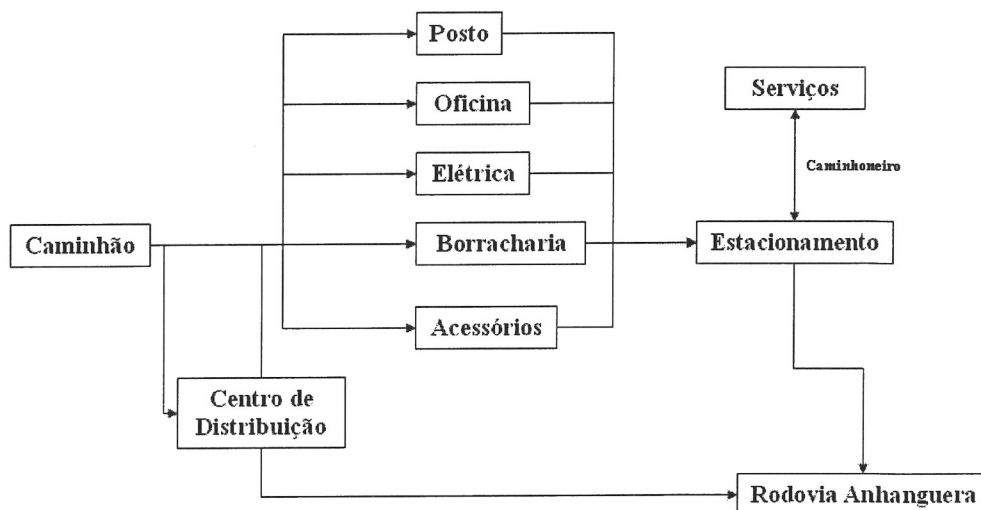 Posto
Oficina
Serviços
Elétrica
Caminhoneiro
Caminhão
Borracharia
Estacionamento
Acessórios
Centro de
Distribuição
Rodovia Anhanguera